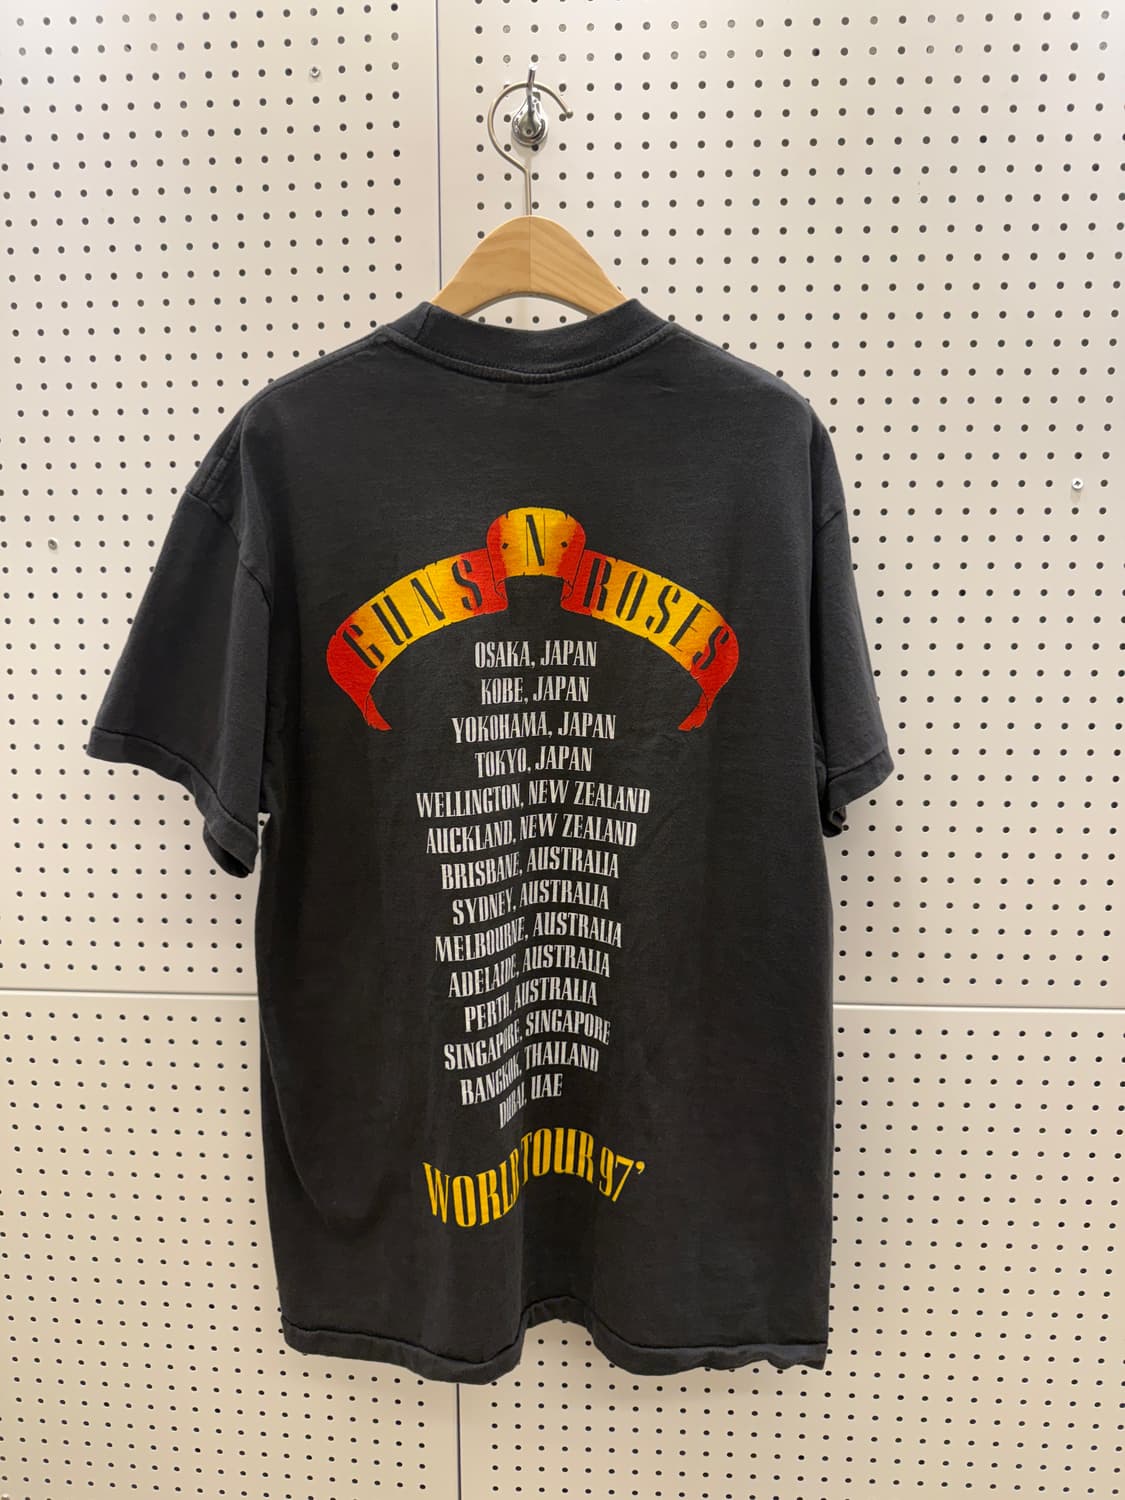 GUNS ·N· ROSES
OSAKA, JAPAN
KOBE, JAPAN
YOKOHAMA, JAPAN
TOKYO, JAPAN
WELLINGTON, NEW ZEALAND
AUCKLAND, NEW ZEALAND
BRISBANE, AUSTRALIA
SYDNEY, AUSTRALIA
MELBOURNE, AUSTRALIA
ADELAIDE, AUSTRALIA
PERTH, AUSTRALIA
SINGAPORE, SINGAPORE
BANGKOK, THAILAND
DUBAI, UAE
WORLD TOUR 97'